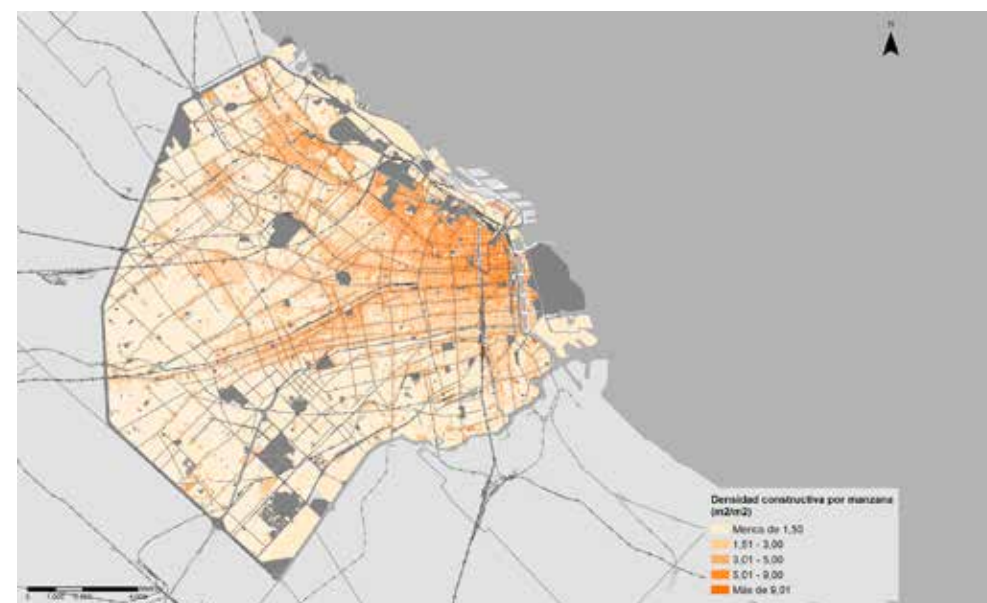 N
Densidad constructiva por manzana
(m2/m2)
Menos de 1,50
1,51 - 3,00
3,01 - 5,00
5,01 - 9,00
Más de 9,01
0